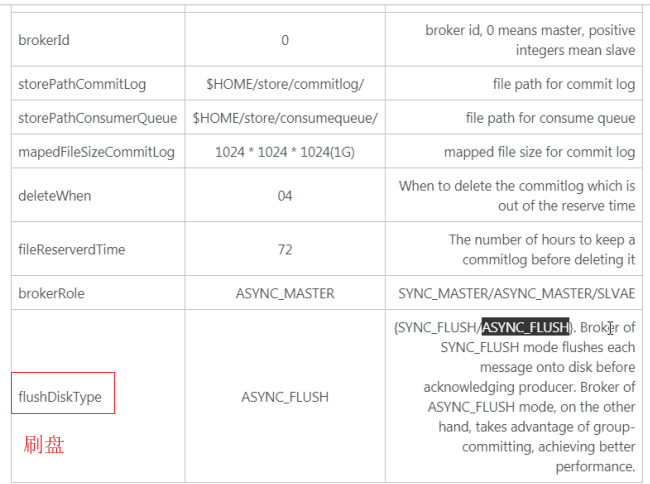 brokerId 0 broker id, 0 means master, positive
integers mean slave
storePathCommitLog $HOME/store/commitlog/ file path for commit log
storePathConsumerQueue $HOME/store/consumequeue/ file path for consume queue
mapedFileSizeCommitLog 1024 * 1024 * 1024(1G) mapped file size for commit log
deleteWhen 04 When to delete the commitlog which is
out of the reserve time
fileReserverdTime 72 The number of hours to keep a
commitlog before deleting it
brokerRole ASYNC_MASTER SYNC_MASTER/ASYNC_MASTER/SLVAE
{SYNC_FLUSH/ASYNC_FLUSH}. Broker of
SYNC_FLUSH mode flushes each
message onto disk before
acknowledging producer. Broker of
flushDiskType ASYNC_FLUSH ASYNC_FLUSH mode, on the other
hand, takes advantage of group-
committing, achieving better
performance.
刷盘